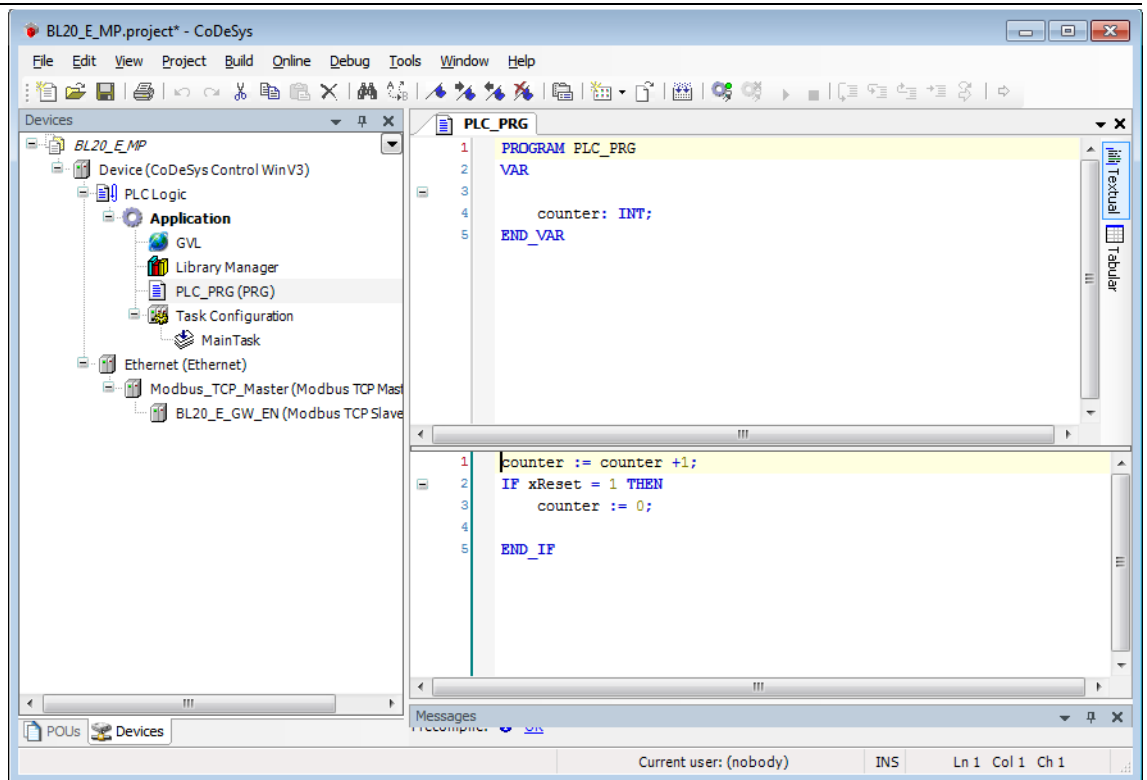 BL20_E_MP.project* - CoDeSys
File Edit View Project Build Online Debug Tools Window Help
Devices
BL20_E_MP
Device (CoDeSys Control Win V3)
PLC Logic
Application
GVL
Library Manager
PLC_PRG (PRG)
Task Configuration
MainTask
Ethernet (Ethernet)
Modbus_TCP_Master (Modbus TCP Mast
BL20_E_GW_EN (Modbus TCP Slave
POUs Devices
PLC_PRG
1 PROGRAM PLC_PRG
2 VAR
3
4 counter: INT;
5 END_VAR
Textual
Tabular
1 counter := counter +1;
2 IF xReset = 1 THEN
3 counter := 0;
4
5 END_IF
Messages
Precompile: OK
Current user: (nobody) INS Ln 1 Col 1 Ch 1